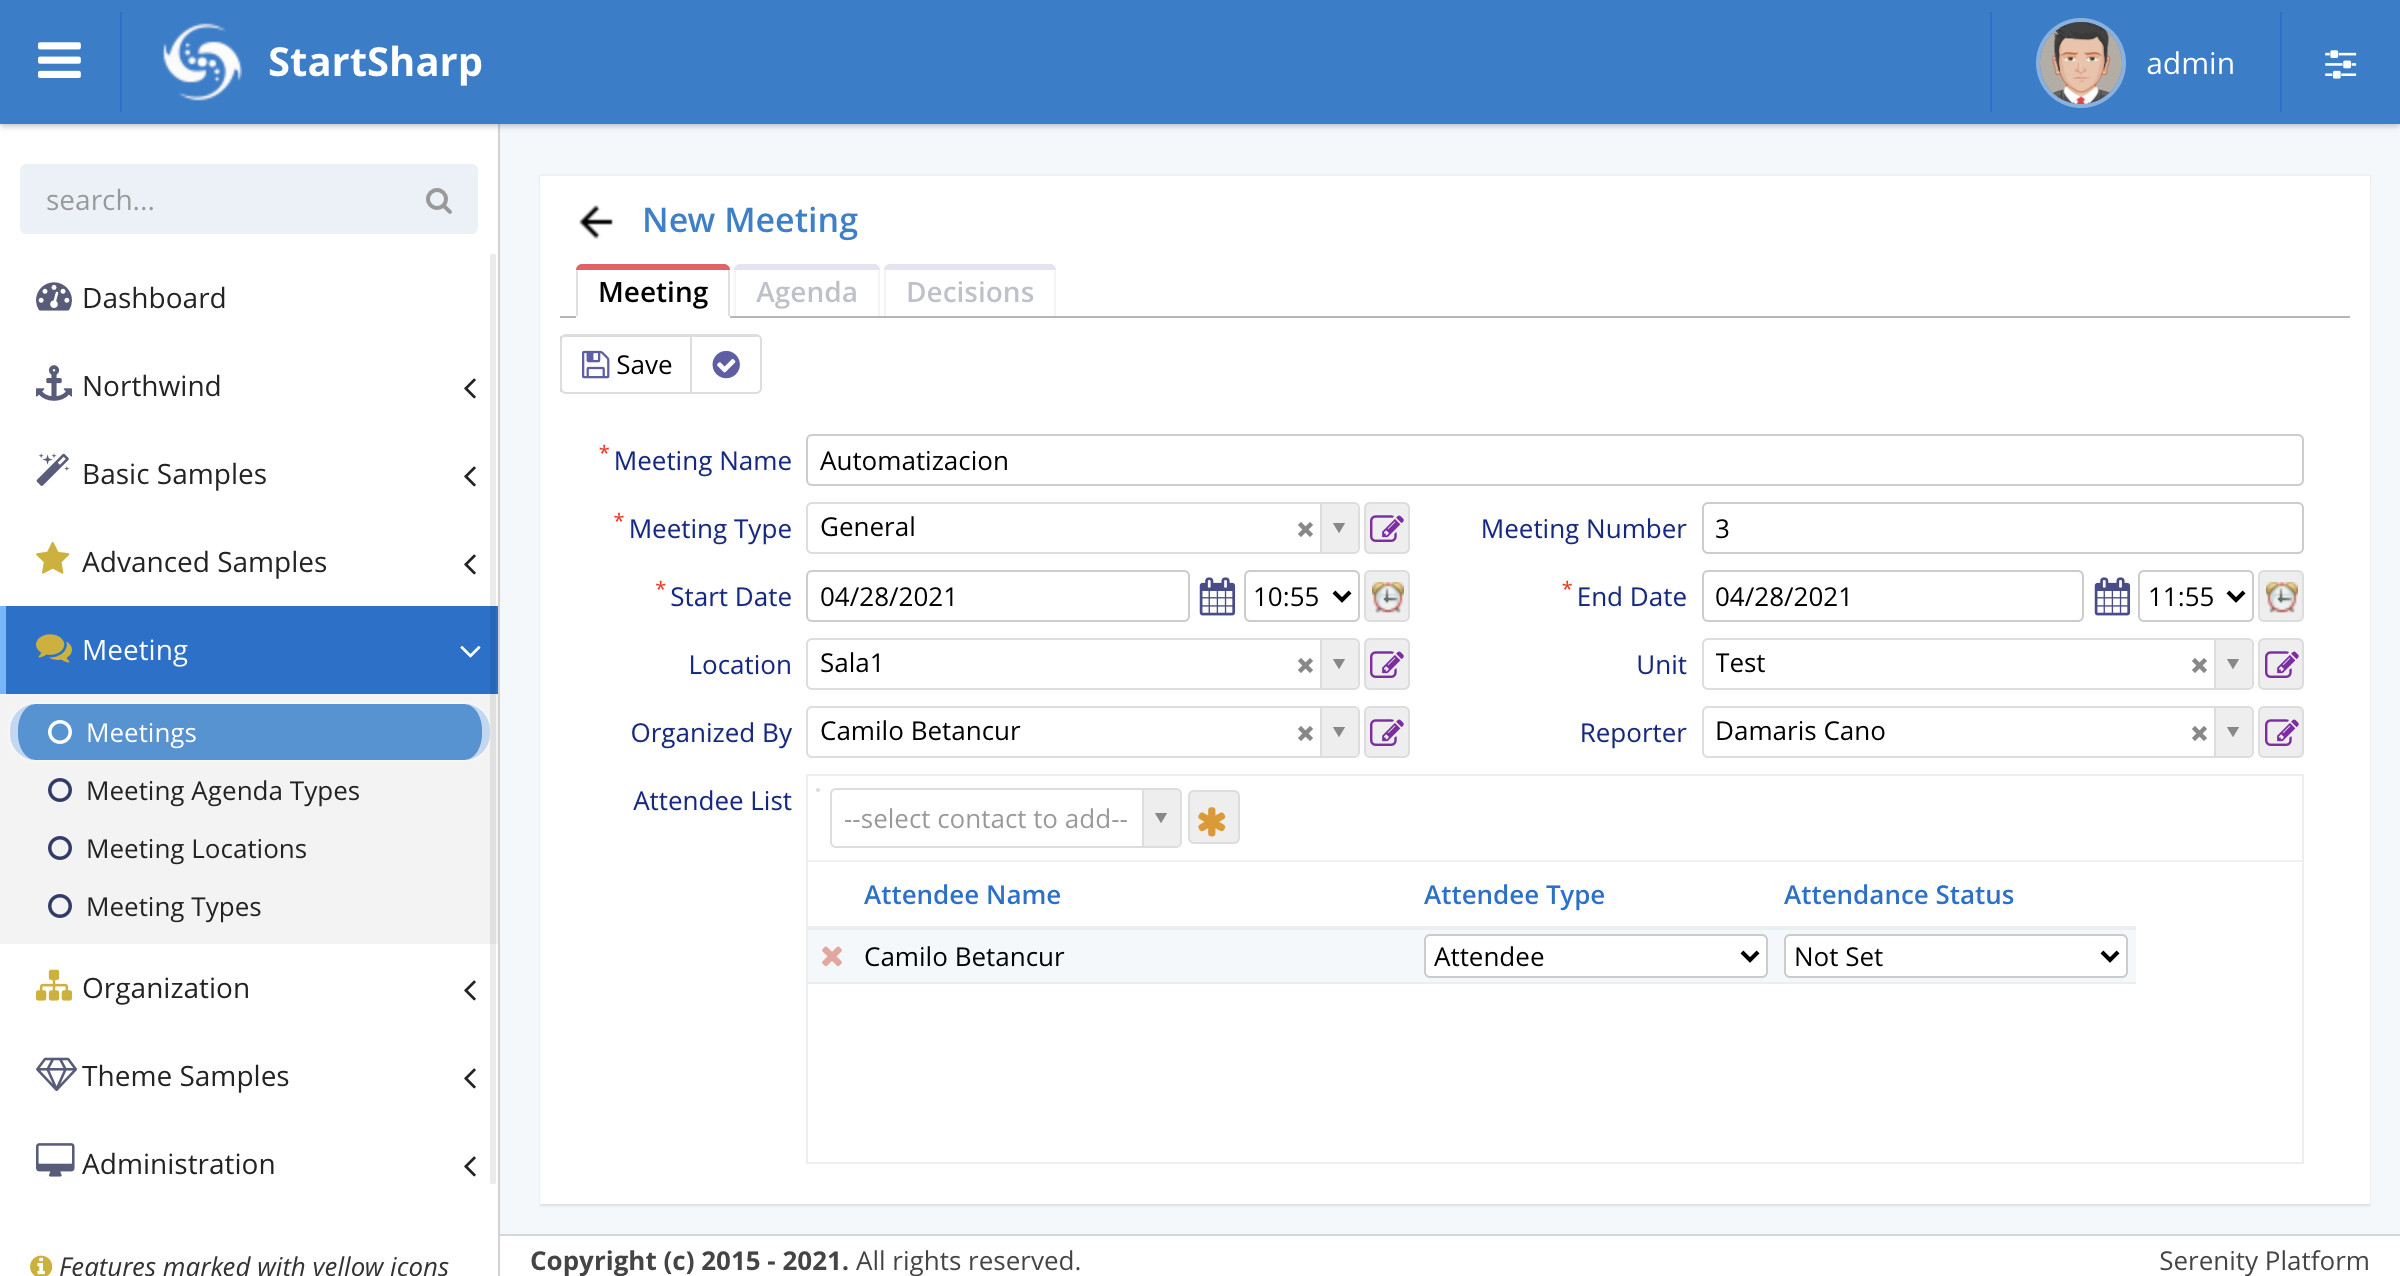 StartSharp
admin
search...
Dashboard
Northwind
Basic Samples
Advanced Samples
Meeting
Meetings
Meeting Agenda Types
Meeting Locations
Meeting Types
Organization
Theme Samples
Administration
Features marked with yellow icons
New Meeting
Meeting Agenda Decisions
Save
* Meeting Name Automatizacion
* Meeting Type General Meeting Number 3
* Start Date 04/28/2021 10:55 * End Date 04/28/2021 11:55
Location Sala1 Unit Test
Organized By Camilo Betancur Reporter Damaris Cano
Attendee List --select contact to add--
Attendee Name Attendee Type Attendance Status
Camilo Betancur Attendee Not Set
Copyright (c) 2015 - 2021. All rights reserved. Serenity Platform